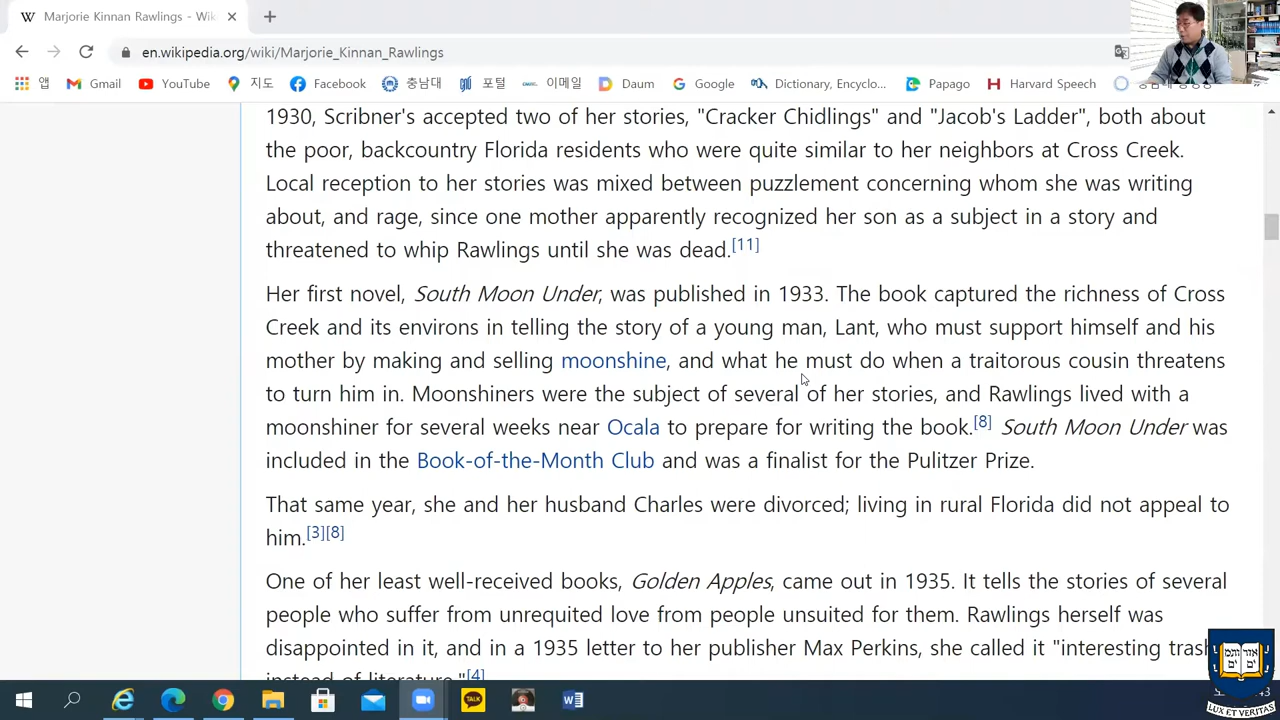 Marjorie Kinnan Rawlings - Wi
en.wikipedia.org/wiki/Marjorie_Kinnan_Rawlings
앱 Gmail YouTube 지도 Facebook 충남대 포털 Daum Google Dictionary, Encyclo... Papago Harvard Speech
1930, Scribner's accepted two of her stories, "Cracker Chidlings" and "Jacob's Ladder", both about
the poor, backcountry Florida residents who were quite similar to her neighbors at Cross Creek.
Local reception to her stories was mixed between puzzlement concerning whom she was writing
about, and rage, since one mother apparently recognized her son as a subject in a story and
threatened to whip Rawlings until she was dead.[11]
Her first novel, South Moon Under, was published in 1933. The book captured the richness of Cross
Creek and its environs in telling the story of a young man, Lant, who must support himself and his
mother by making and selling moonshine, and what he must do when a traitorous cousin threatens
to turn him in. Moonshiners were the subject of several of her stories, and Rawlings lived with a
moonshiner for several weeks near Ocala to prepare for writing the book.[8] South Moon Under was
included in the Book-of-the-Month Club and was a finalist for the Pulitzer Prize.
That same year, she and her husband Charles were divorced; living in rural Florida did not appeal to
him.[3][8]
One of her least well-received books, Golden Apples, came out in 1935. It tells the stories of several
people who suffer from unrequited love from people unsuited for them. Rawlings herself was
disappointed in it, and in a 1935 letter to her publisher Max Perkins, she called it "interesting trash
instead of literature."[4]
TALK
LUX ET VERITAS